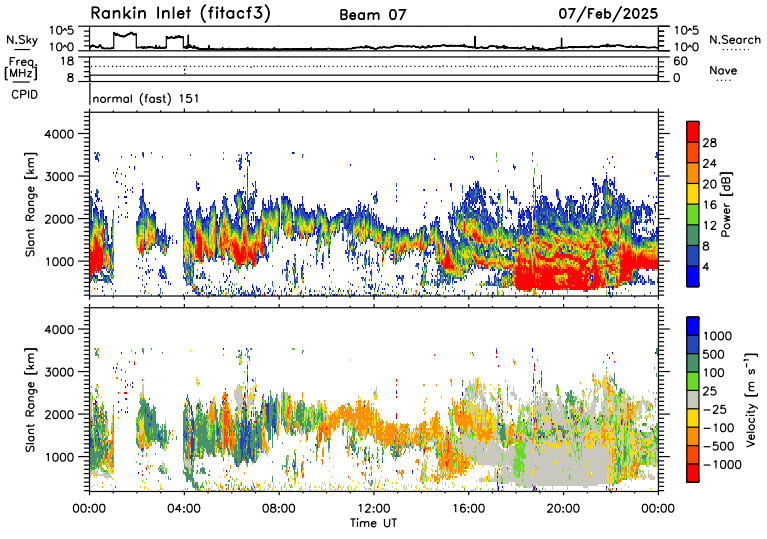 Rankin Inlet (fitacf3) Beam 07 07/Feb/2025
N.Sky 10^5 10^5 N.Search
10^0 10^0
Freq. [MHz] 18 60 Nave
8 0
CPID normal (fast) 151
Slant Range [km]
4000
3000
2000
1000
Power [dB]
28
24
20
16
12
8
4
Slant Range [km]
4000
3000
2000
1000
Velocity [m s⁻¹]
1000
500
100
25
-25
-100
-500
-1000
00:00 04:00 08:00 12:00 16:00 20:00 00:00
Time UT